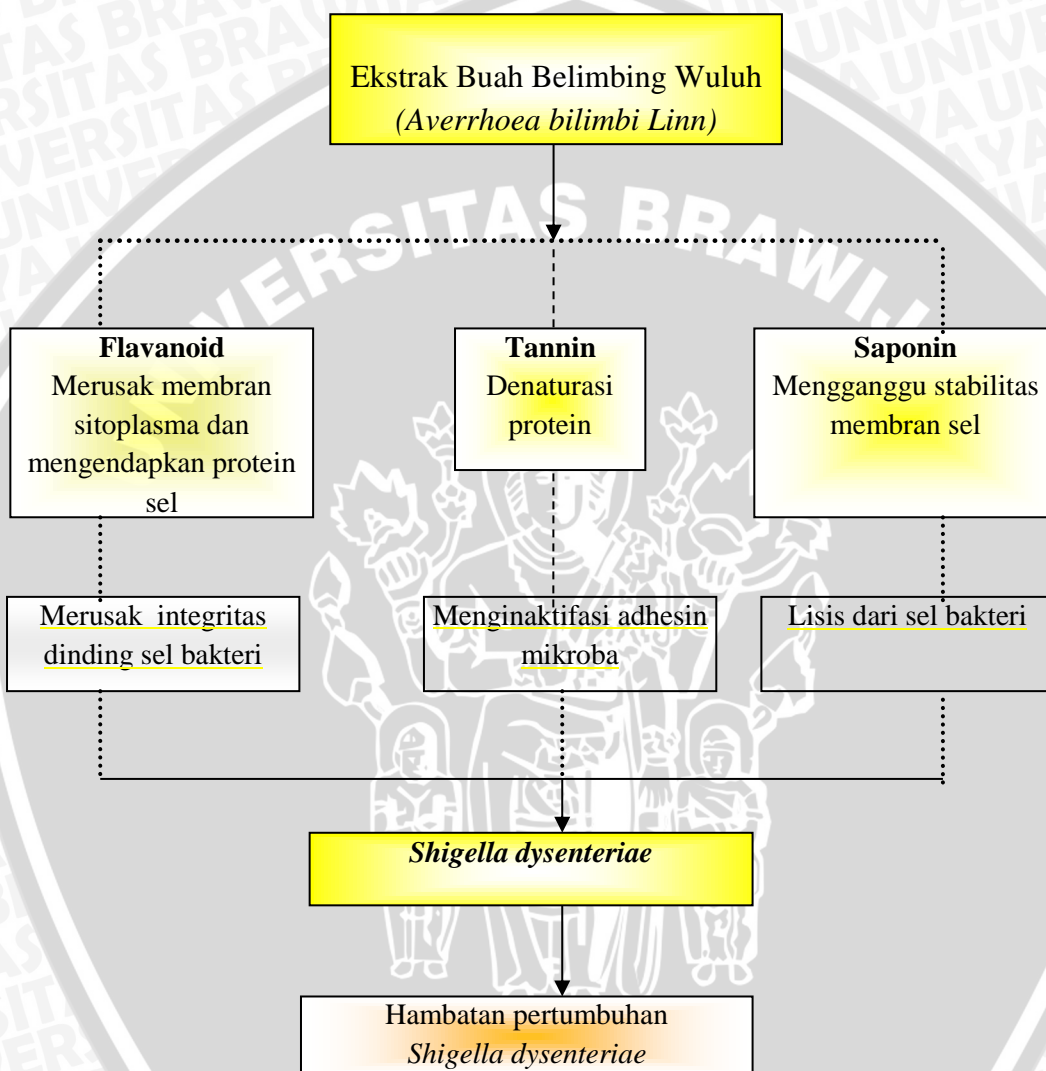 Ekstrak Buah Belimbing Wuluh
(Averrhoea bilimbi Linn)
Flavanoid
Merusak membran
sitoplasma dan
mengendapkan protein
sel
Tannin
Denaturasi
protein
Saponin
Mengganggu stabilitas
membran sel
Merusak integritas
dinding sel bakteri
Menginaktifasi adhesin
mikroba
Lisis dari sel bakteri
Shigella dysenteriae
Hambatan pertumbuhan
Shigella dysenteriae